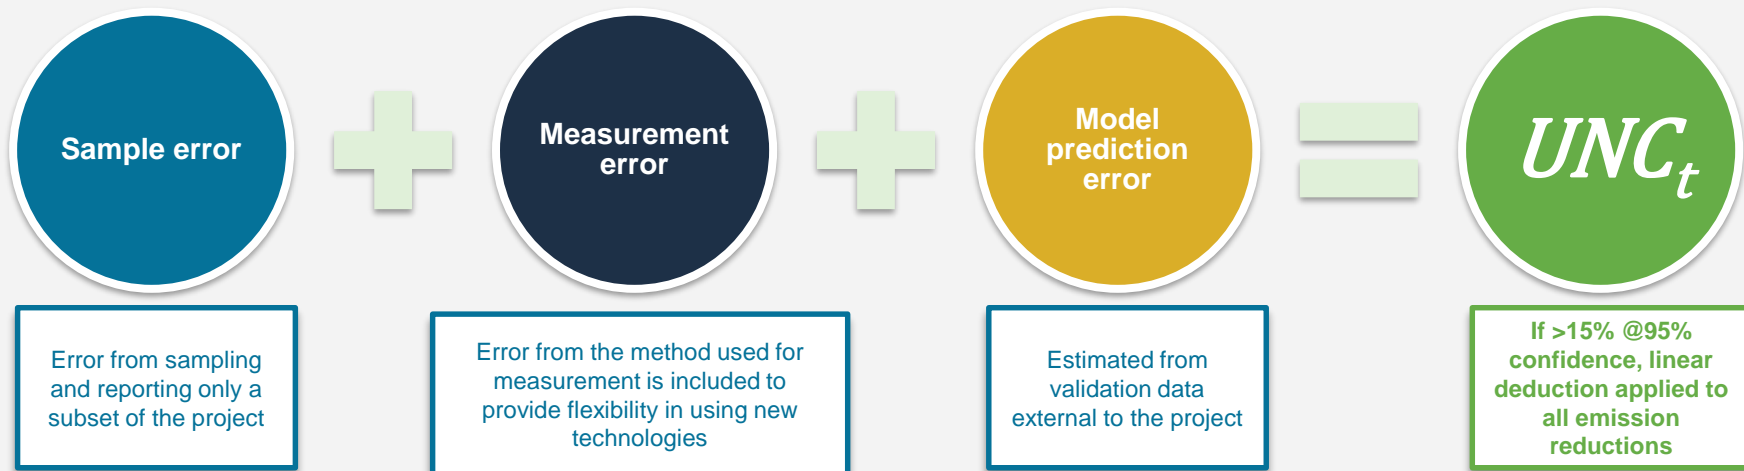 Sample error
Measurement
error
Model
prediction
error
UNCₜ
Error from sampling
and reporting only a
subset of the project
Error from the method used for
measurement is included to
provide flexibility in using new
technologies
Estimated from
validation data
external to the project
If >15% @95%
confidence, linear
deduction applied to
all emission
reductions